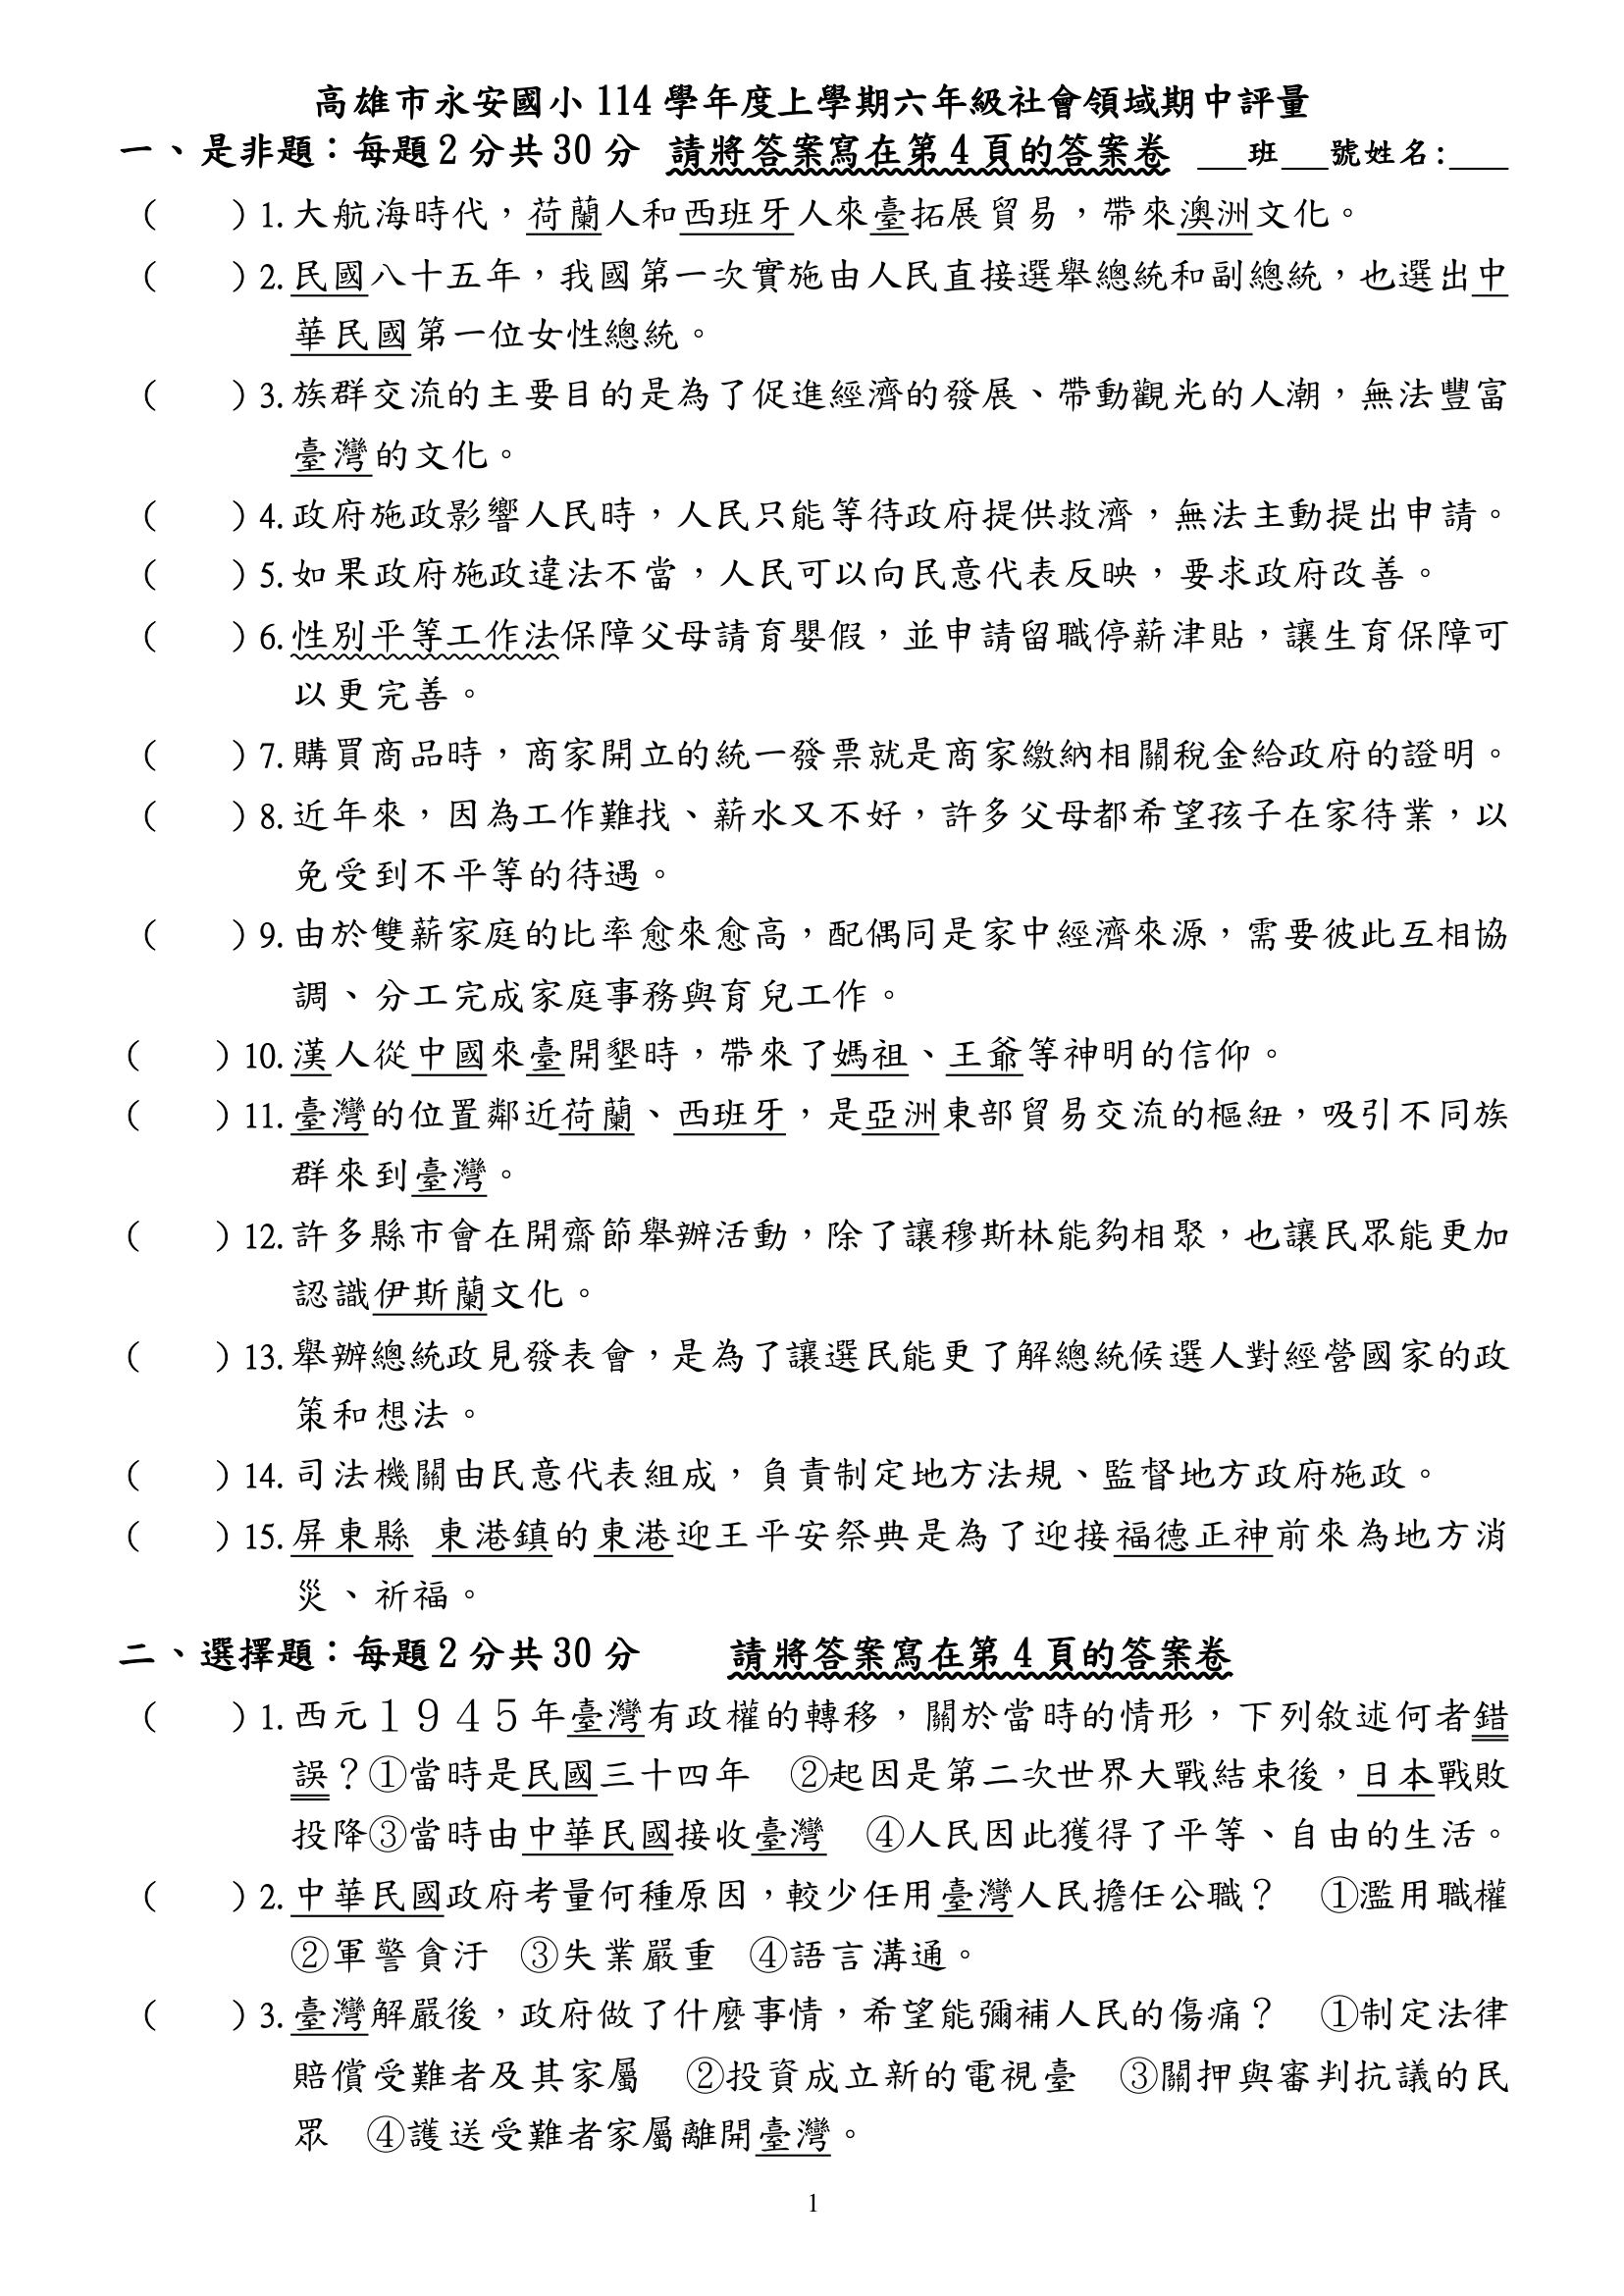 高雄市永安國小 114 學年度上學期六年級社會領域期中評量
一、是非題：每題 2 分共 30 分 請將答案寫在第 4 頁的答案卷 ___班___號姓名:____
（　　）1. 大航海時代，荷蘭人和西班牙人來臺拓展貿易，帶來澳洲文化。
（　　）2. 民國八十五年，我國第一次實施由人民直接選舉總統和副總統，也選出中
華民國第一位女性總統。
（　　）3. 族群交流的主要目的是為了促進經濟的發展、帶動觀光的人潮，無法豐富
臺灣的文化。
（　　）4. 政府施政影響人民時，人民只能等待政府提供救濟，無法主動提出申請。
（　　）5. 如果政府施政違法不當，人民可以向民意代表反映，要求政府改善。
（　　）6. 性別平等工作法保障父母請育嬰假，並申請留職停薪津貼，讓生育保障可
以更完善。
（　　）7. 購買商品時，商家開立的統一發票就是商家繳納相關稅金給政府的證明。
（　　）8. 近年來，因為工作難找、薪水又不好，許多父母都希望孩子在家待業，以
免受到不平等的待遇。
（　　）9. 由於雙薪家庭的比率愈來愈高，配偶同是家中經濟來源，需要彼此互相協
調、分工完成家庭事務與育兒工作。
（　　）10. 漢人從中國來臺開墾時，帶來了媽祖、王爺等神明的信仰。
（　　）11. 臺灣的位置鄰近荷蘭、西班牙，是亞洲東部貿易交流的樞紐，吸引不同族
群來到臺灣。
（　　）12. 許多縣市會在開齋節舉辦活動，除了讓穆斯林能夠相聚，也讓民眾能更加
認識伊斯蘭文化。
（　　）13. 舉辦總統政見發表會，是為了讓選民能更了解總統候選人對經營國家的政
策和想法。
（　　）14. 司法機關由民意代表組成，負責制定地方法規、監督地方政府施政。
（　　）15. 屏東縣 東港鎮的東港迎王平安祭典是為了迎接福德正神前來為地方消
災、祈福。
二、選擇題：每題 2 分共 30 分 請將答案寫在第 4 頁的答案卷
（　　）1. 西元１９４５年臺灣有政權的轉移，關於當時的情形，下列敘述何者錯
誤？①當時是民國三十四年 ②起因是第二次世界大戰結束後，日本戰敗
投降③當時由中華民國接收臺灣 ④人民因此獲得了平等、自由的生活。
（　　）2. 中華民國政府考量何種原因，較少任用臺灣人民擔任公職？ ①濫用職權
②軍警貪汙 ③失業嚴重 ④語言溝通。
（　　）3. 臺灣解嚴後，政府做了什麼事情，希望能彌補人民的傷痛？ ①制定法律
賠償受難者及其家屬 ②投資成立新的電視臺 ③關押與審判抗議的民
眾 ④護送受難者家屬離開臺灣。
1